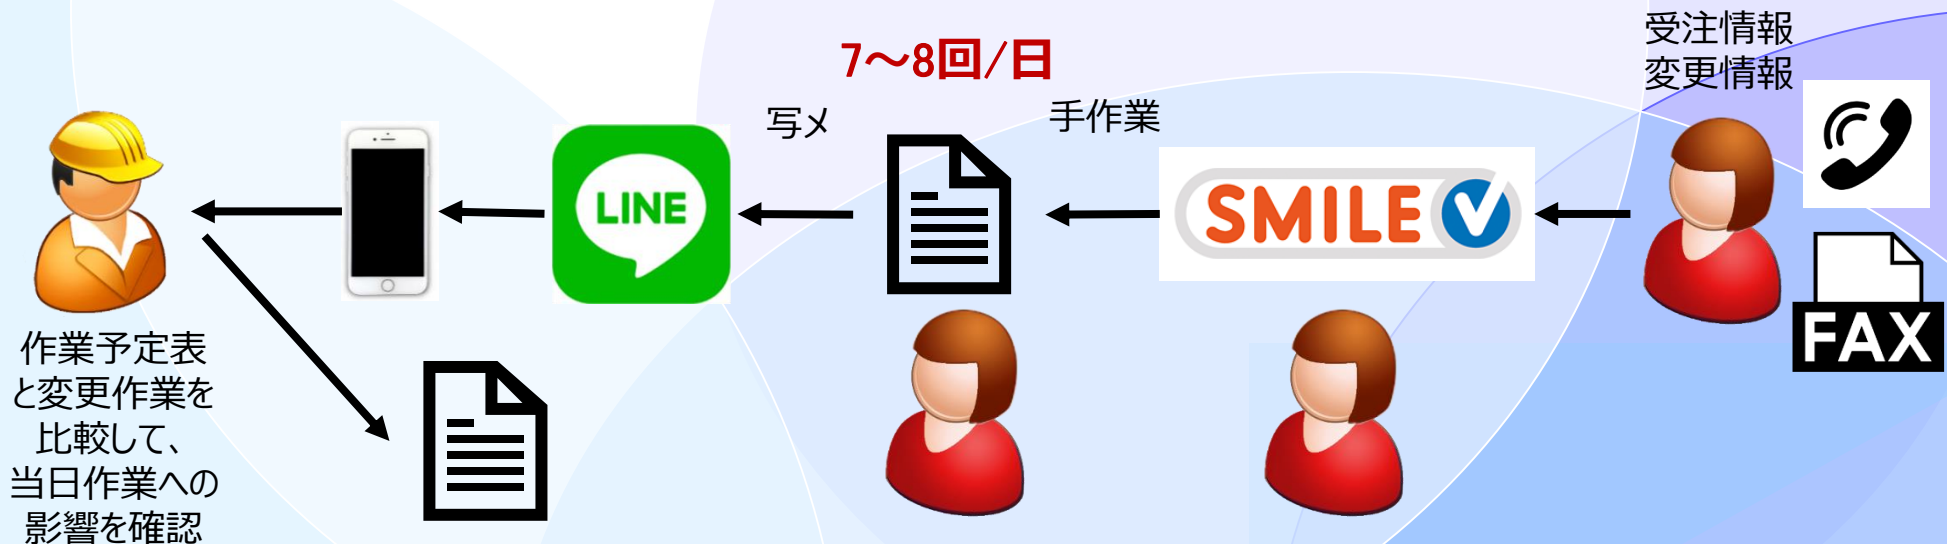 受注情報
変更情報
7～8回/日
写メ
手作業
LINE
SMILE V
FAX
作業予定表
と変更作業を
比較して、
当日作業への
影響を確認